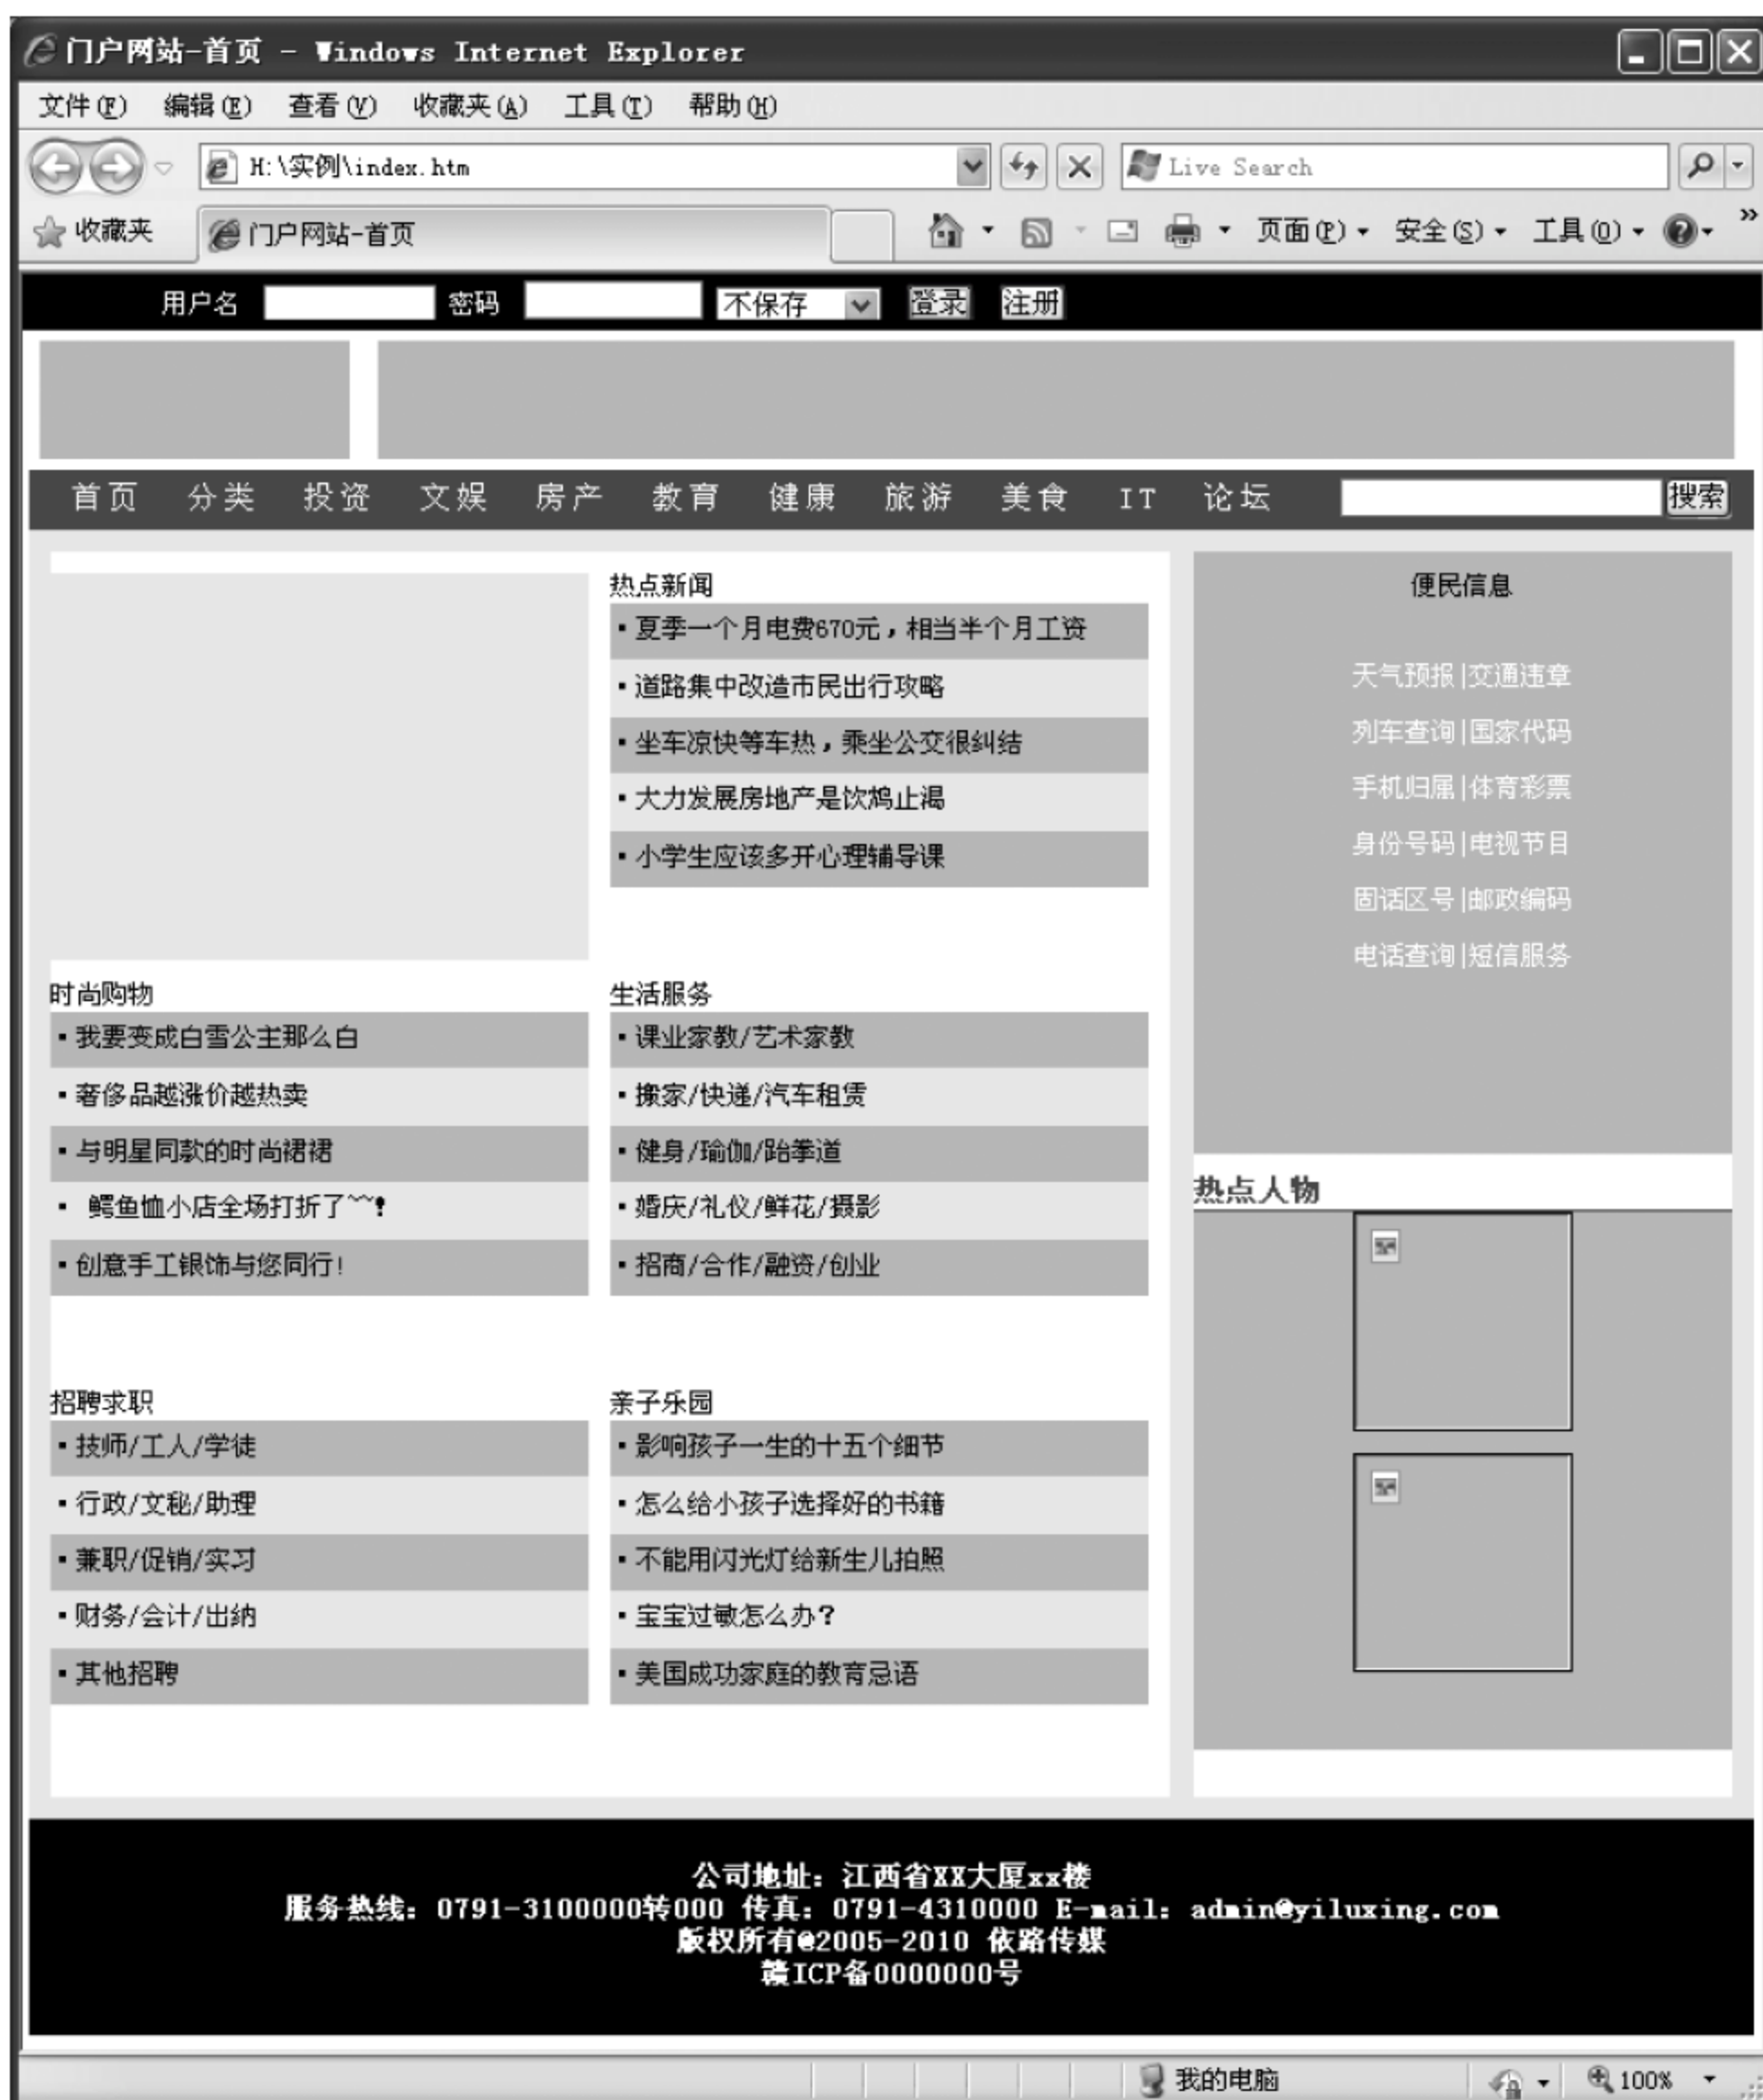 门户网站-首页 - Windows Internet Explorer
文件(F) 编辑(E) 查看(V) 收藏夹(A) 工具(T) 帮助(H)
H:\实例\index.htm Live Search
收藏夹 门户网站-首页 页面(P) 安全(S) 工具(O) »
用户名 密码 不保存 登录 注册
首页 分类 投资 文娱 房产 教育 健康 旅游 美食 IT 论坛 搜索
热点新闻
▪夏季一个月电费670元，相当半个月工资
▪道路集中改造市民出行攻略
▪坐车凉快等车热，乘坐公交很纠结
▪大力发展房地产是饮鸩止渴
▪小学生应该多开心理辅导课
时尚购物
▪我要变成白雪公主那么白
▪奢侈品越涨价越热卖
▪与明星同款的时尚裙裙
▪ 鳄鱼恤小店全场打折了~~!
▪创意手工银饰与您同行!
生活服务
▪课业家教/艺术家教
▪搬家/快递/汽车租赁
▪健身/瑜伽/跆拳道
▪婚庆/礼仪/鲜花/摄影
▪招商/合作/融资/创业
招聘求职
▪技师/工人/学徒
▪行政/文秘/助理
▪兼职/促销/实习
▪财务/会计/出纳
▪其他招聘
亲子乐园
▪影响孩子一生的十五个细节
▪怎么给小孩子选择好的书籍
▪不能用闪光灯给新生儿拍照
▪宝宝过敏怎么办?
▪美国成功家庭的教育忌语
便民信息
天气预报|交通违章
列车查询|国家代码
手机归属|体育彩票
身份号码|电视节目
固话区号|邮政编码
电话查询|短信服务
热点人物
公司地址：江西省XX大厦xx楼
服务热线：0791-3100000转000 传真：0791-4310000 E-mail：admin@yiluxing.com
版权所有@2005-2010 依路传媒
赣ICP备0000000号
我的电脑 100%